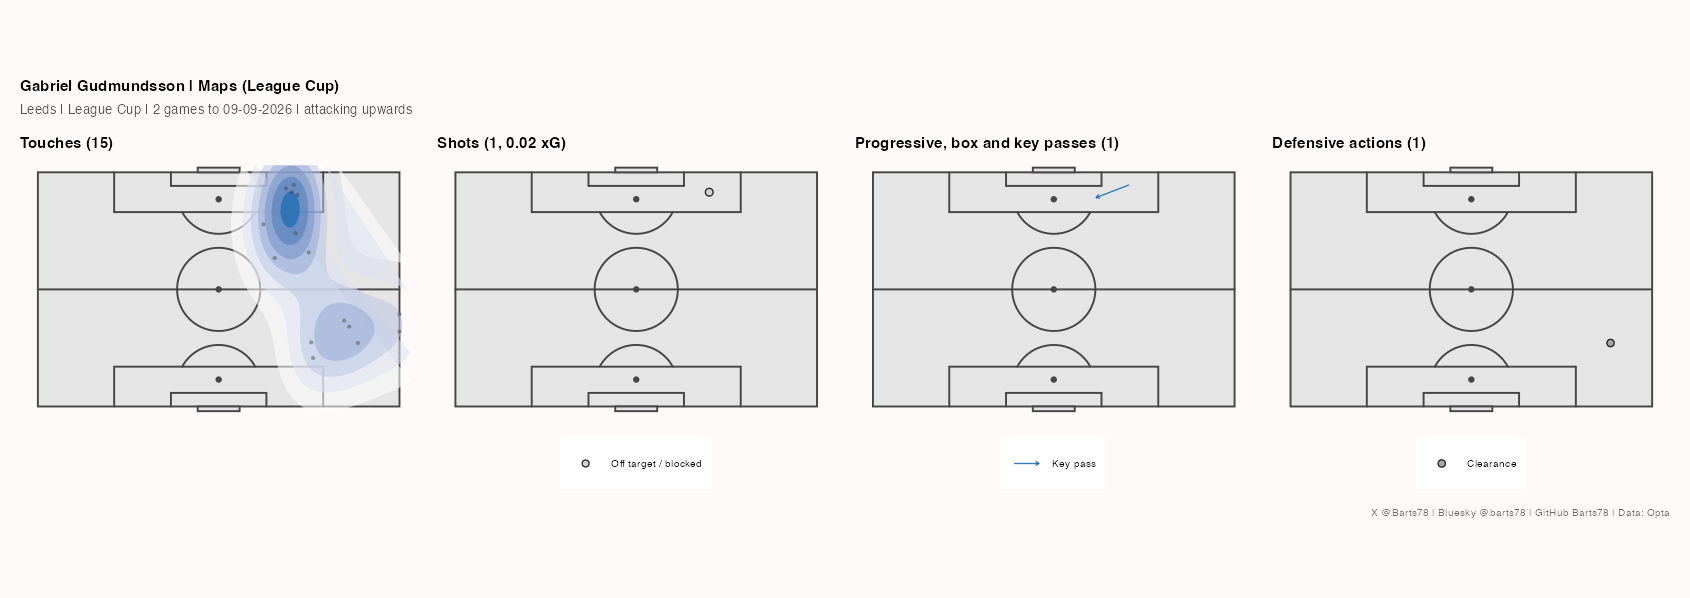 Gabriel Gudmundsson | Maps (League Cup)
Leeds | League Cup | 2 games to 09-09-2026 | attacking upwards
Touches (15)
Shots (1, 0.02 xG)
Progressive, box and key passes (1)
Defensive actions (1)
Off target / blocked
Key pass
Clearance
X @Barts78 | Bluesky @barts78 | GitHub Barts78 | Data: Opta